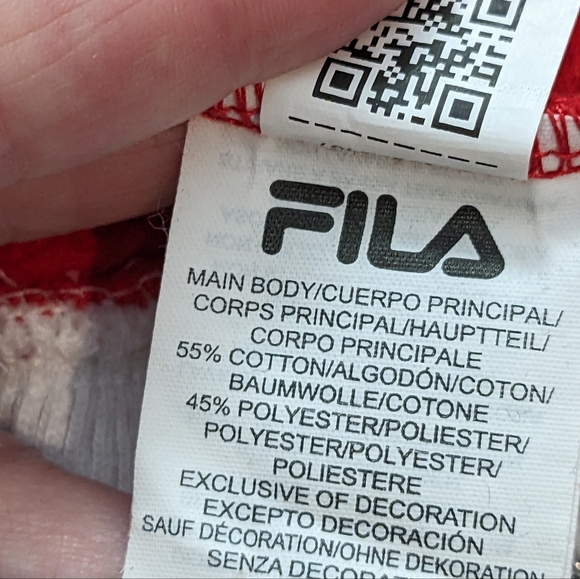 FILA
MAIN BODY/CUERPO PRINCIPAL/
CORPS PRINCIPAL/HAUPTTEIL/
CORPO PRINCIPALE
55% COTTON/ALGODÓN/COTON/
BAUMWOLLE/COTONE
45% POLYESTER/POLIESTER/
POLYESTER/POLYESTER/
POLIESTERE
EXCLUSIVE OF DECORATION
EXCEPTO DECORACIÓN
SAUF DÉCORATION/OHNE DEKORATION
SENZA